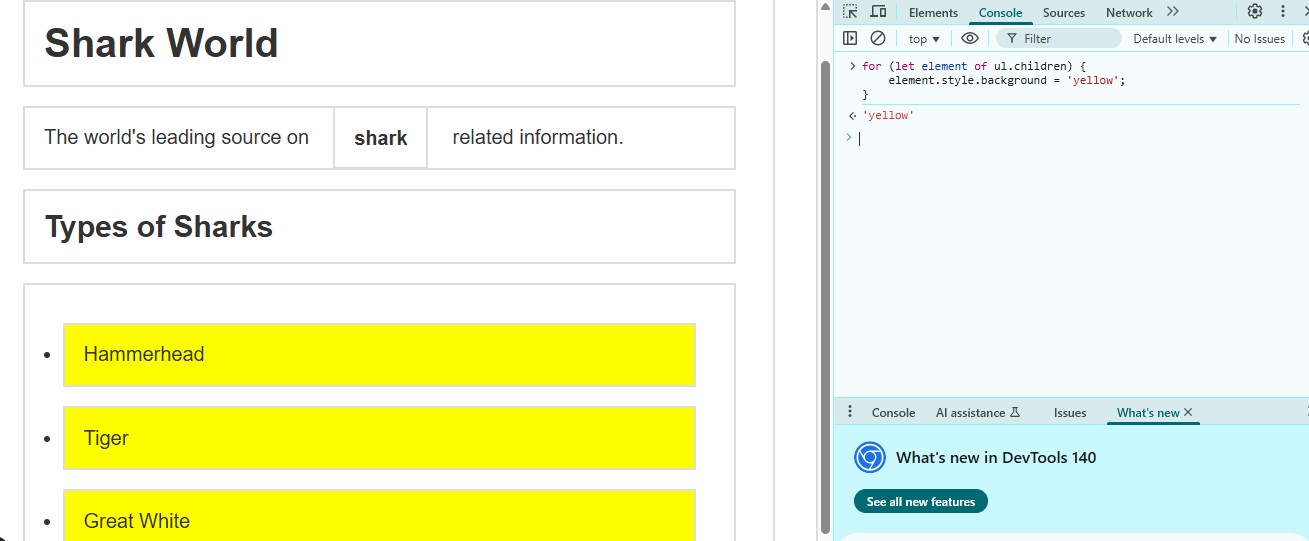 Shark World
The world's leading source on shark related information.
Types of Sharks
Hammerhead
Tiger
Great White
Elements Console Sources Network
top Filter Default levels No Issues
for (let element of ul.children) {
    element.style.background = 'yellow';
}
'yellow'
Console AI assistance Issues What's new
What's new in DevTools 140
See all new features